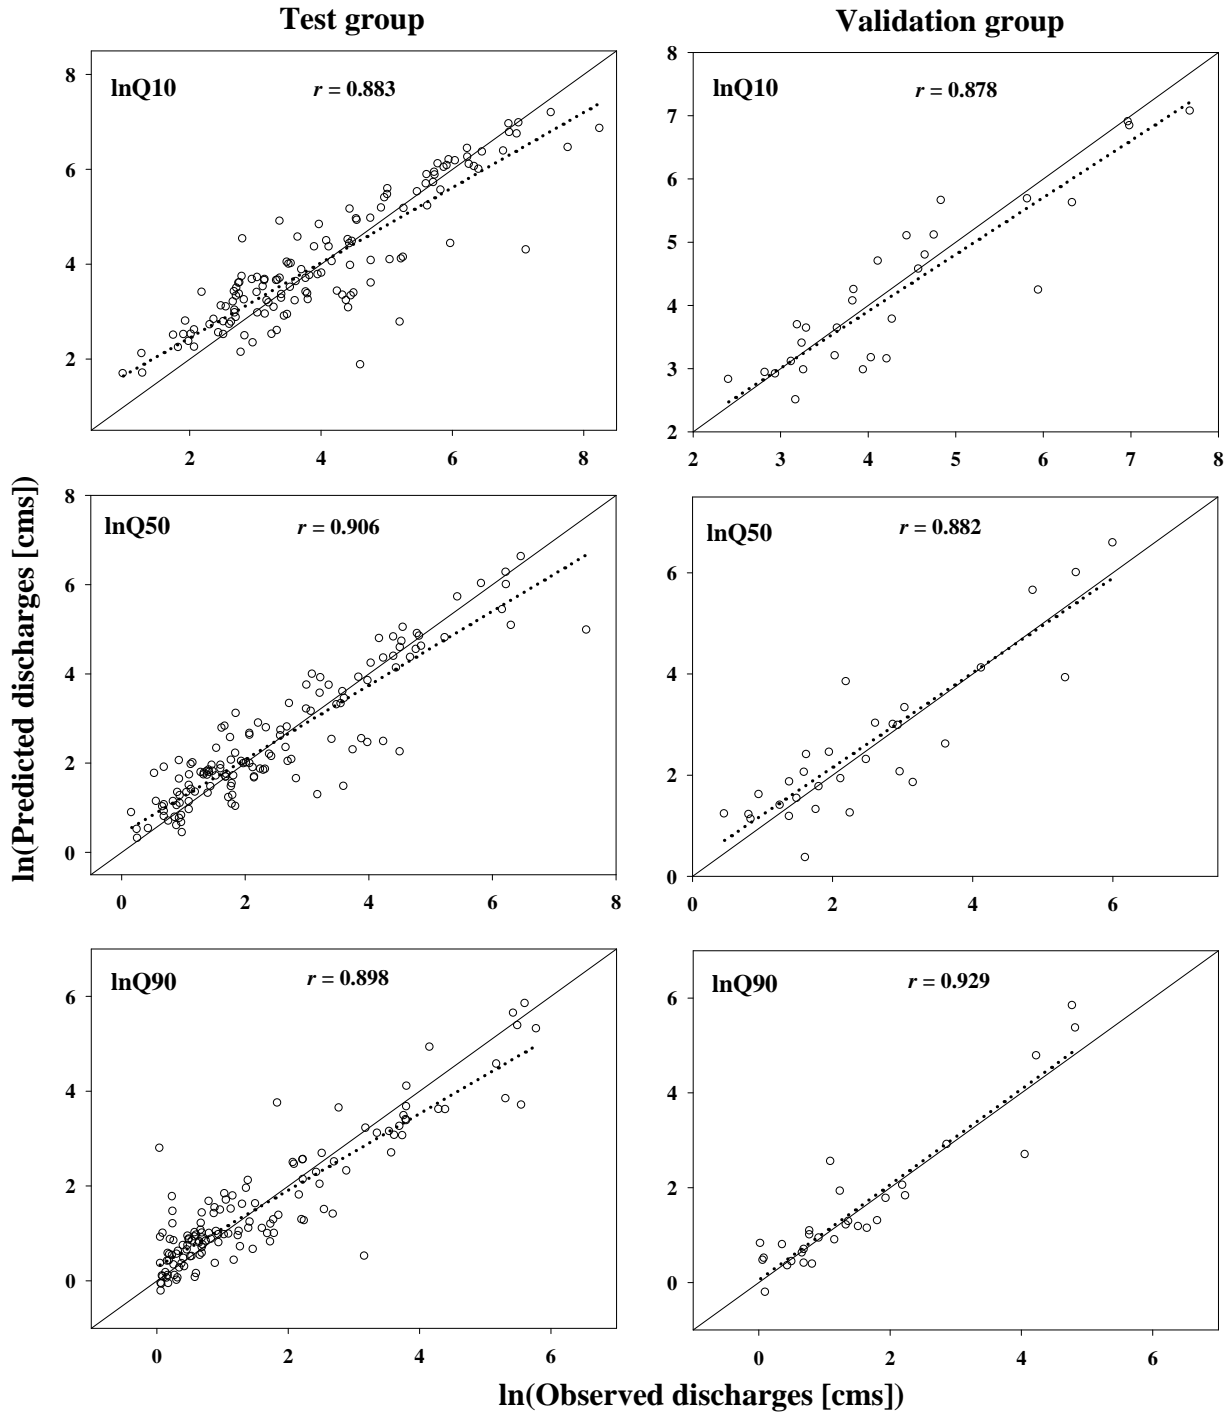 Test group
Validation group
lnQ10
r = 0.883
8
6
4
2
2 4 6 8
lnQ10
r = 0.878
8
7
6
5
4
3
2
2 3 4 5 6 7 8
ln(Predicted discharges [cms])
lnQ50
r = 0.906
8
6
4
2
0
0 2 4 6 8
lnQ50
r = 0.882
6
4
2
0
0 2 4 6
lnQ90
r = 0.898
6
4
2
0
0 2 4 6
lnQ90
r = 0.929
6
4
2
0
0 2 4 6
ln(Observed discharges [cms])